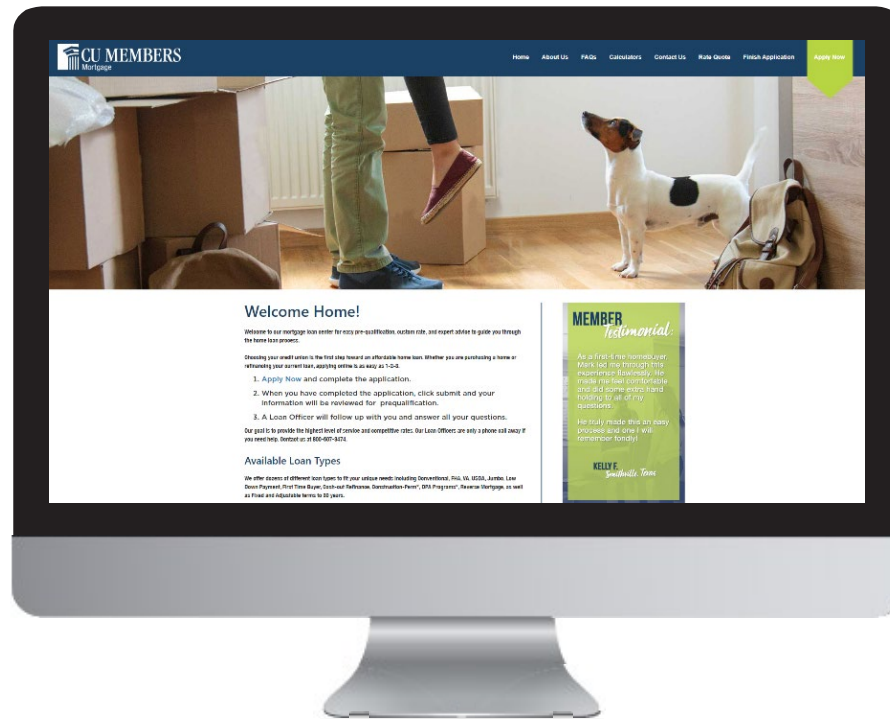 CU MEMBERS
Mortgage
Home About Us FAQs Calculators Contact Us Rate Quote Finish Application Apply Now
Welcome Home!
Welcome to our mortgage loan center for easy pre-qualification, custom rate, and expert advice to guide you through
the home loan process.
Choosing your credit union is the first step toward an affordable home loan. Whether you are purchasing a home or
refinancing your current loan, applying online is as easy as 1-2-3.
1. Apply Now and complete the application.
2. When you have completed the application, click submit and your
information will be reviewed for prequalification.
3. A Loan Officer will follow up with you and answer all your questions.
Our goal is to provide the highest level of service and competitive rates. Our Loan Officers are only a phone call away if
you need help. Contact us at
Available Loan Types
We offer dozens of different loan types to fit your unique needs including Conventional, FHA, VA, USDA, Jumbo, Low
Down Payment, First Time Buyer, Cash-out Refinance, Construction-Perm*, DPA Programs*, Reverse Mortgage, as well
as Fixed and Adjustable terms to 30 years.
MEMBER
Testimonial:
As a first-time homebuyer,
Mark led me through this
experience flawlessly. He
made me feel comfortable
and did some extra hand
holding to all of my
questions.
He truly made this an easy
process and one I will
remember fondly!
KELLY F.
Smithville, Texas